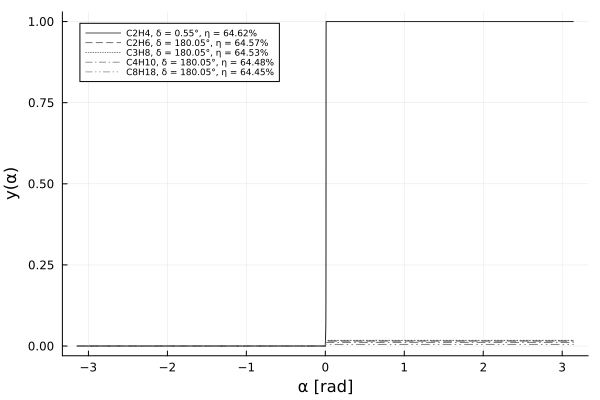 C2H4, δ = 0.55°, η = 64.62%
C2H6, δ = 180.05°, η = 64.57%
C3H8, δ = 180.05°, η = 64.53%
C4H10, δ = 180.05°, η = 64.48%
C8H18, δ = 180.05°, η = 64.45%
1.00
0.75
0.50
0.25
0.00
y(α)
−3 −2 −1 0 1 2 3
α [rad]